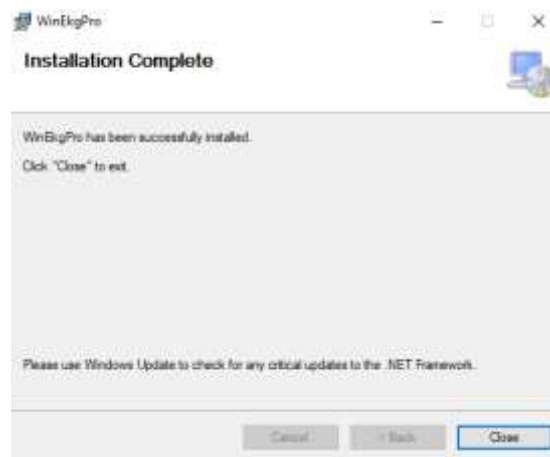 WinEkgPro
Installation Complete
WinEkgPro has been successfully installed.
Click "Close" to exit.
Please use Windows Update to check for any critical updates to the .NET Framework.
Cancel
< Back
Close